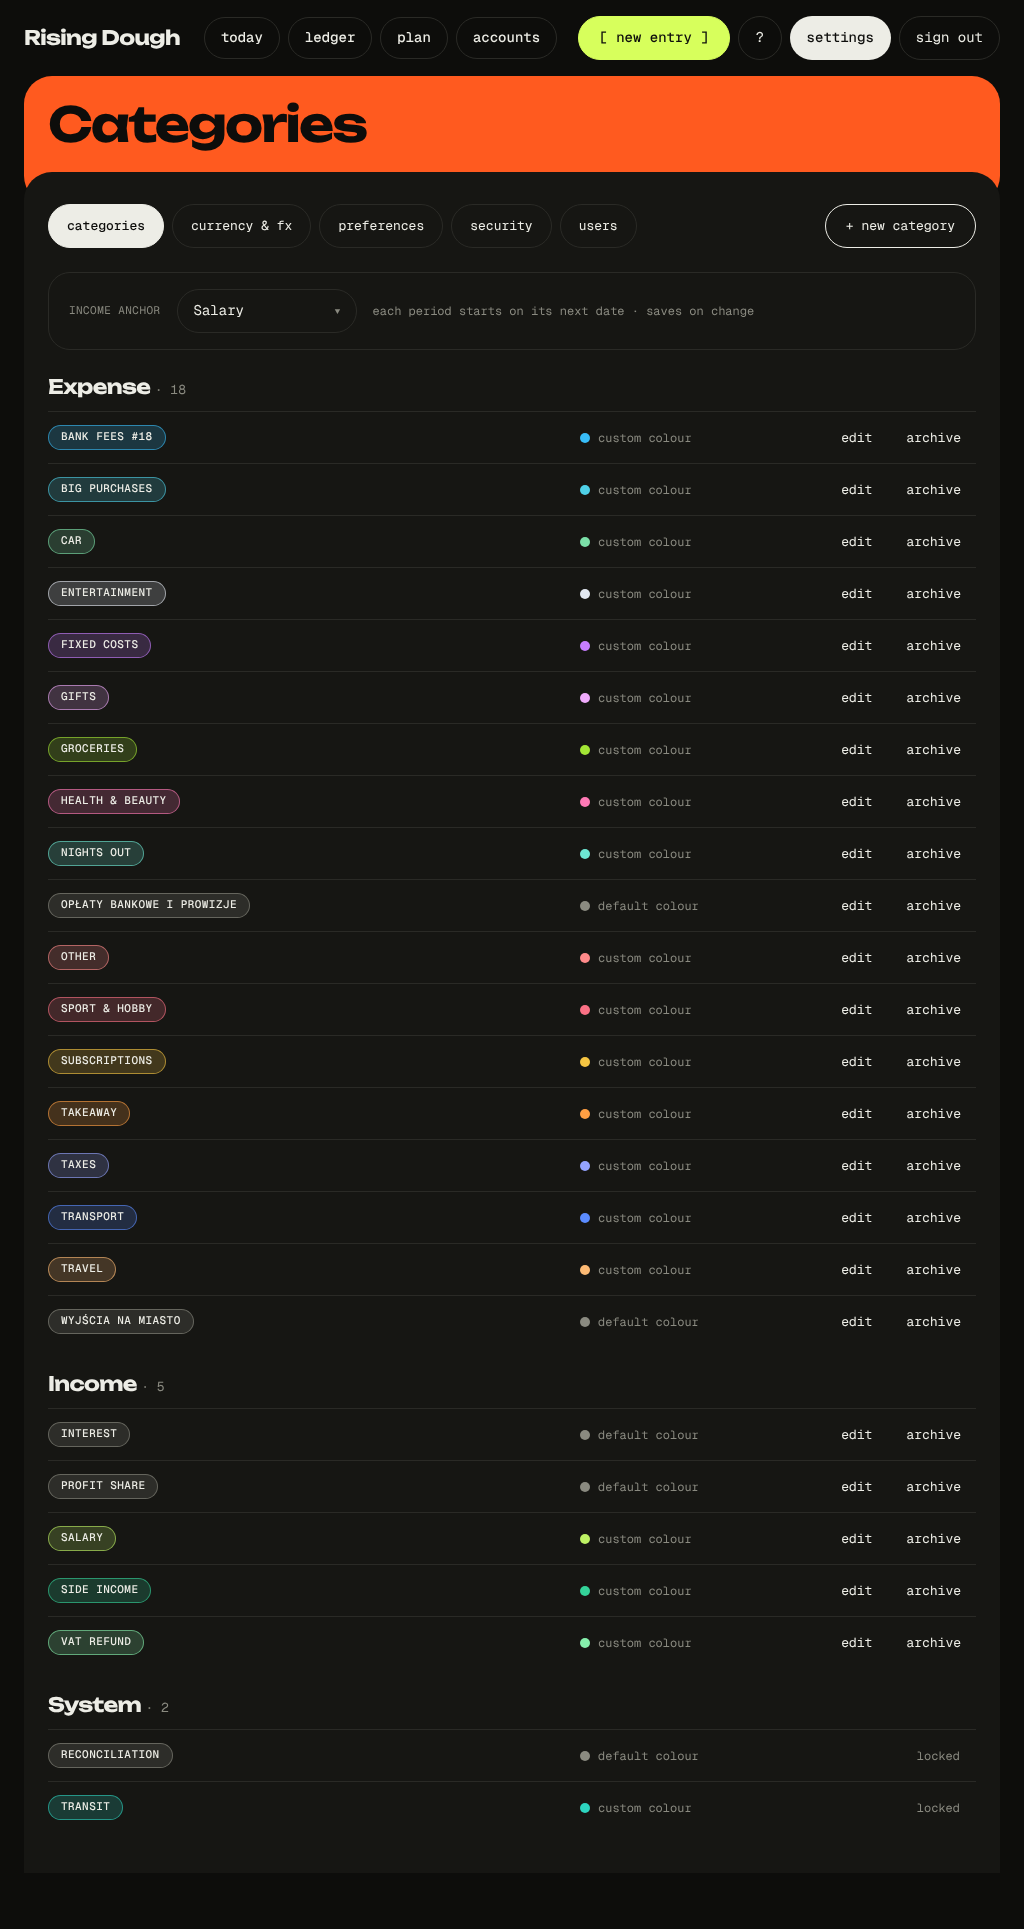 Rising Dough today ledger plan accounts [ new entry ] ? settings sign out
Categories
categories currency & fx preferences security users + new category
INCOME ANCHOR Salary ▾ each period starts on its next date · saves on change
Expense · 18
BANK FEES #18 custom colour edit archive
BIG PURCHASES custom colour edit archive
CAR custom colour edit archive
ENTERTAINMENT custom colour edit archive
FIXED COSTS custom colour edit archive
GIFTS custom colour edit archive
GROCERIES custom colour edit archive
HEALTH & BEAUTY custom colour edit archive
NIGHTS OUT custom colour edit archive
OPŁATY BANKOWE I PROWIZJE default colour edit archive
OTHER custom colour edit archive
SPORT & HOBBY custom colour edit archive
SUBSCRIPTIONS custom colour edit archive
TAKEAWAY custom colour edit archive
TAXES custom colour edit archive
TRANSPORT custom colour edit archive
TRAVEL custom colour edit archive
WYJŚCIA NA MIASTO default colour edit archive
Income · 5
INTEREST default colour edit archive
PROFIT SHARE default colour edit archive
SALARY custom colour edit archive
SIDE INCOME custom colour edit archive
VAT REFUND custom colour edit archive
System · 2
RECONCILIATION default colour locked
TRANSIT custom colour locked